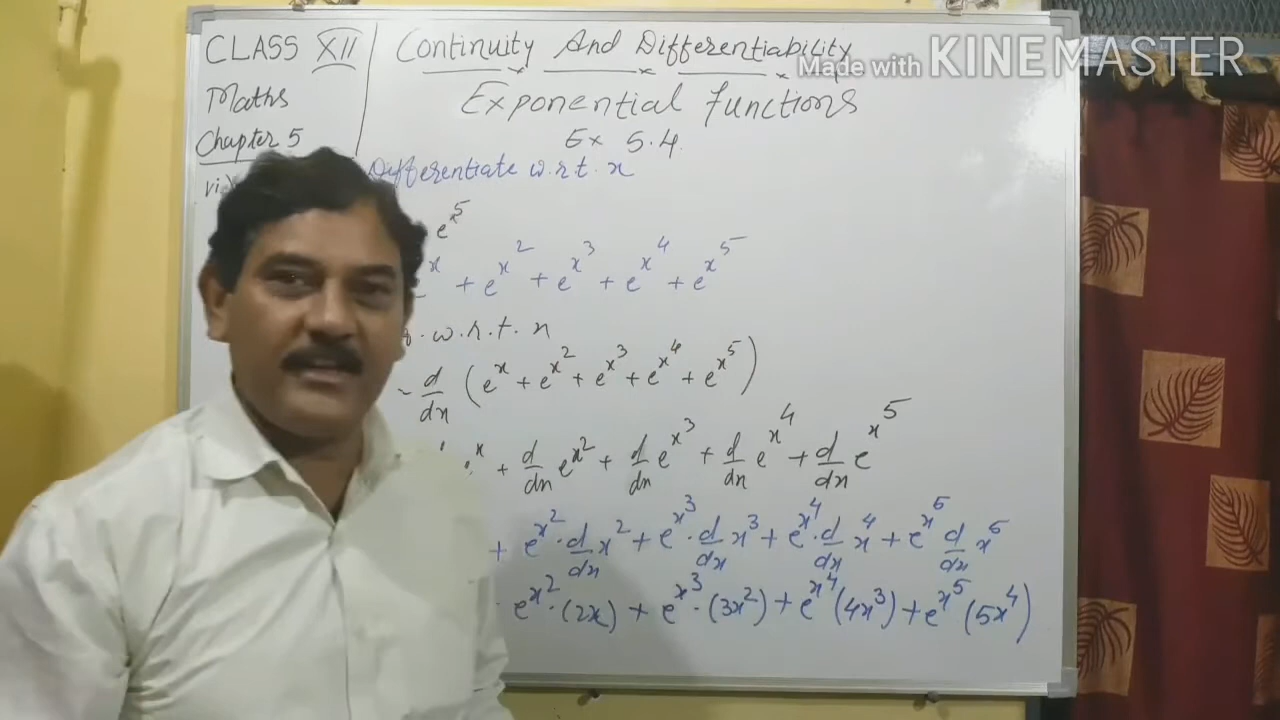 CLASS XII
Maths
Chapter 5
Continuity And Differentiability
Made with KINEMASTER
Exponential functions
Ex 5.4.
Differentiate w.r.t. x
e^x^5
x + e^x^2 + e^x^3 + e^x^4 + e^x^5
w.r.t. x
d/dx (e^x + e^x^2 + e^x^3 + e^x^4 + e^x^5)
x + d/dx e^x^2 + d/dx e^x^3 + d/dx e^x^4 + d/dx e^x^5
+ e^x^2 · d/dx x^2 + e^x^3 · d/dx x^3 + e^x^4 · d/dx x^4 + e^x^5 d/dx x^5
e^x^2 · (2x) + e^x^3 · (3x^2) + e^x^4 (4x^3) + e^x^5 (5x^4)